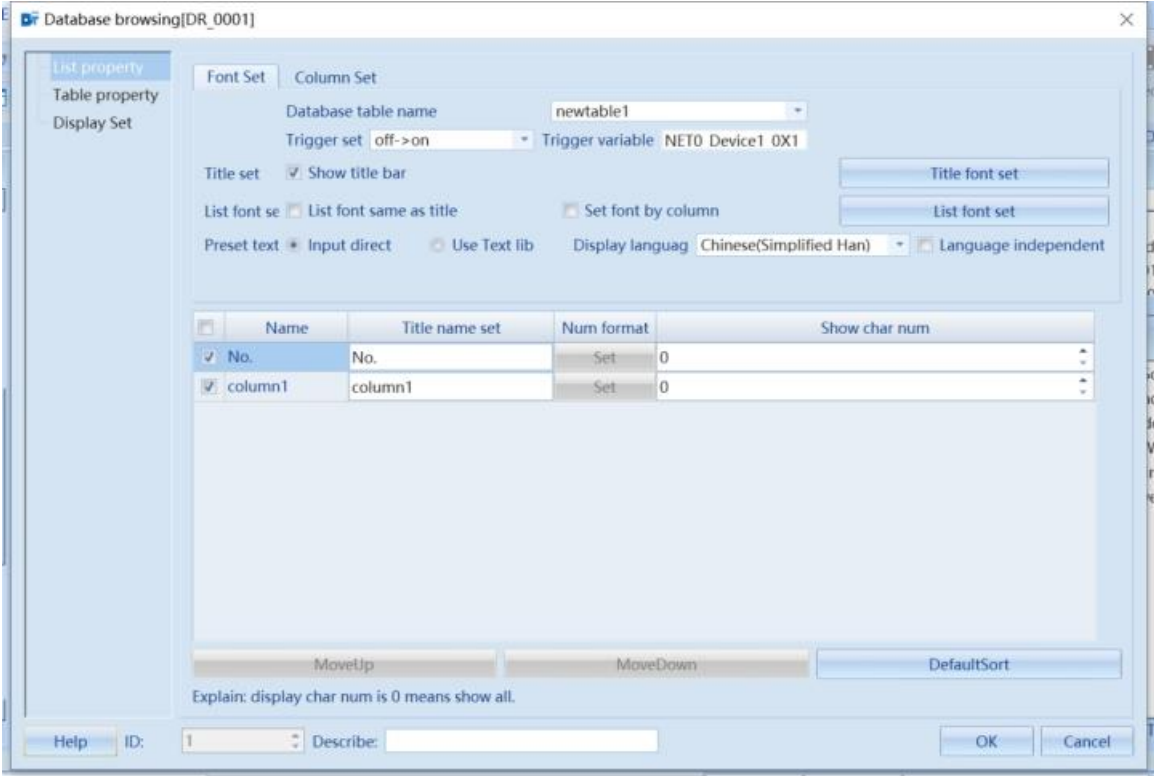 Database browsing[DR_0001]
List property
Table property
Display Set
Font Set Column Set
Database table name newtable1
Trigger set off->on Trigger variable NET0 Device1 0X1
Title set Show title bar Title font set
List font se List font same as title Set font by column List font set
Preset text Input direct Use Text lib Display languag Chinese(Simplified Han) Language independent
Name Title name set Num format Show char num
No. No. Set 0
column1 column1 Set 0
MoveUp MoveDown DefaultSort
Explain: display char num is 0 means show all.
Help ID: 1 Describe: OK Cancel